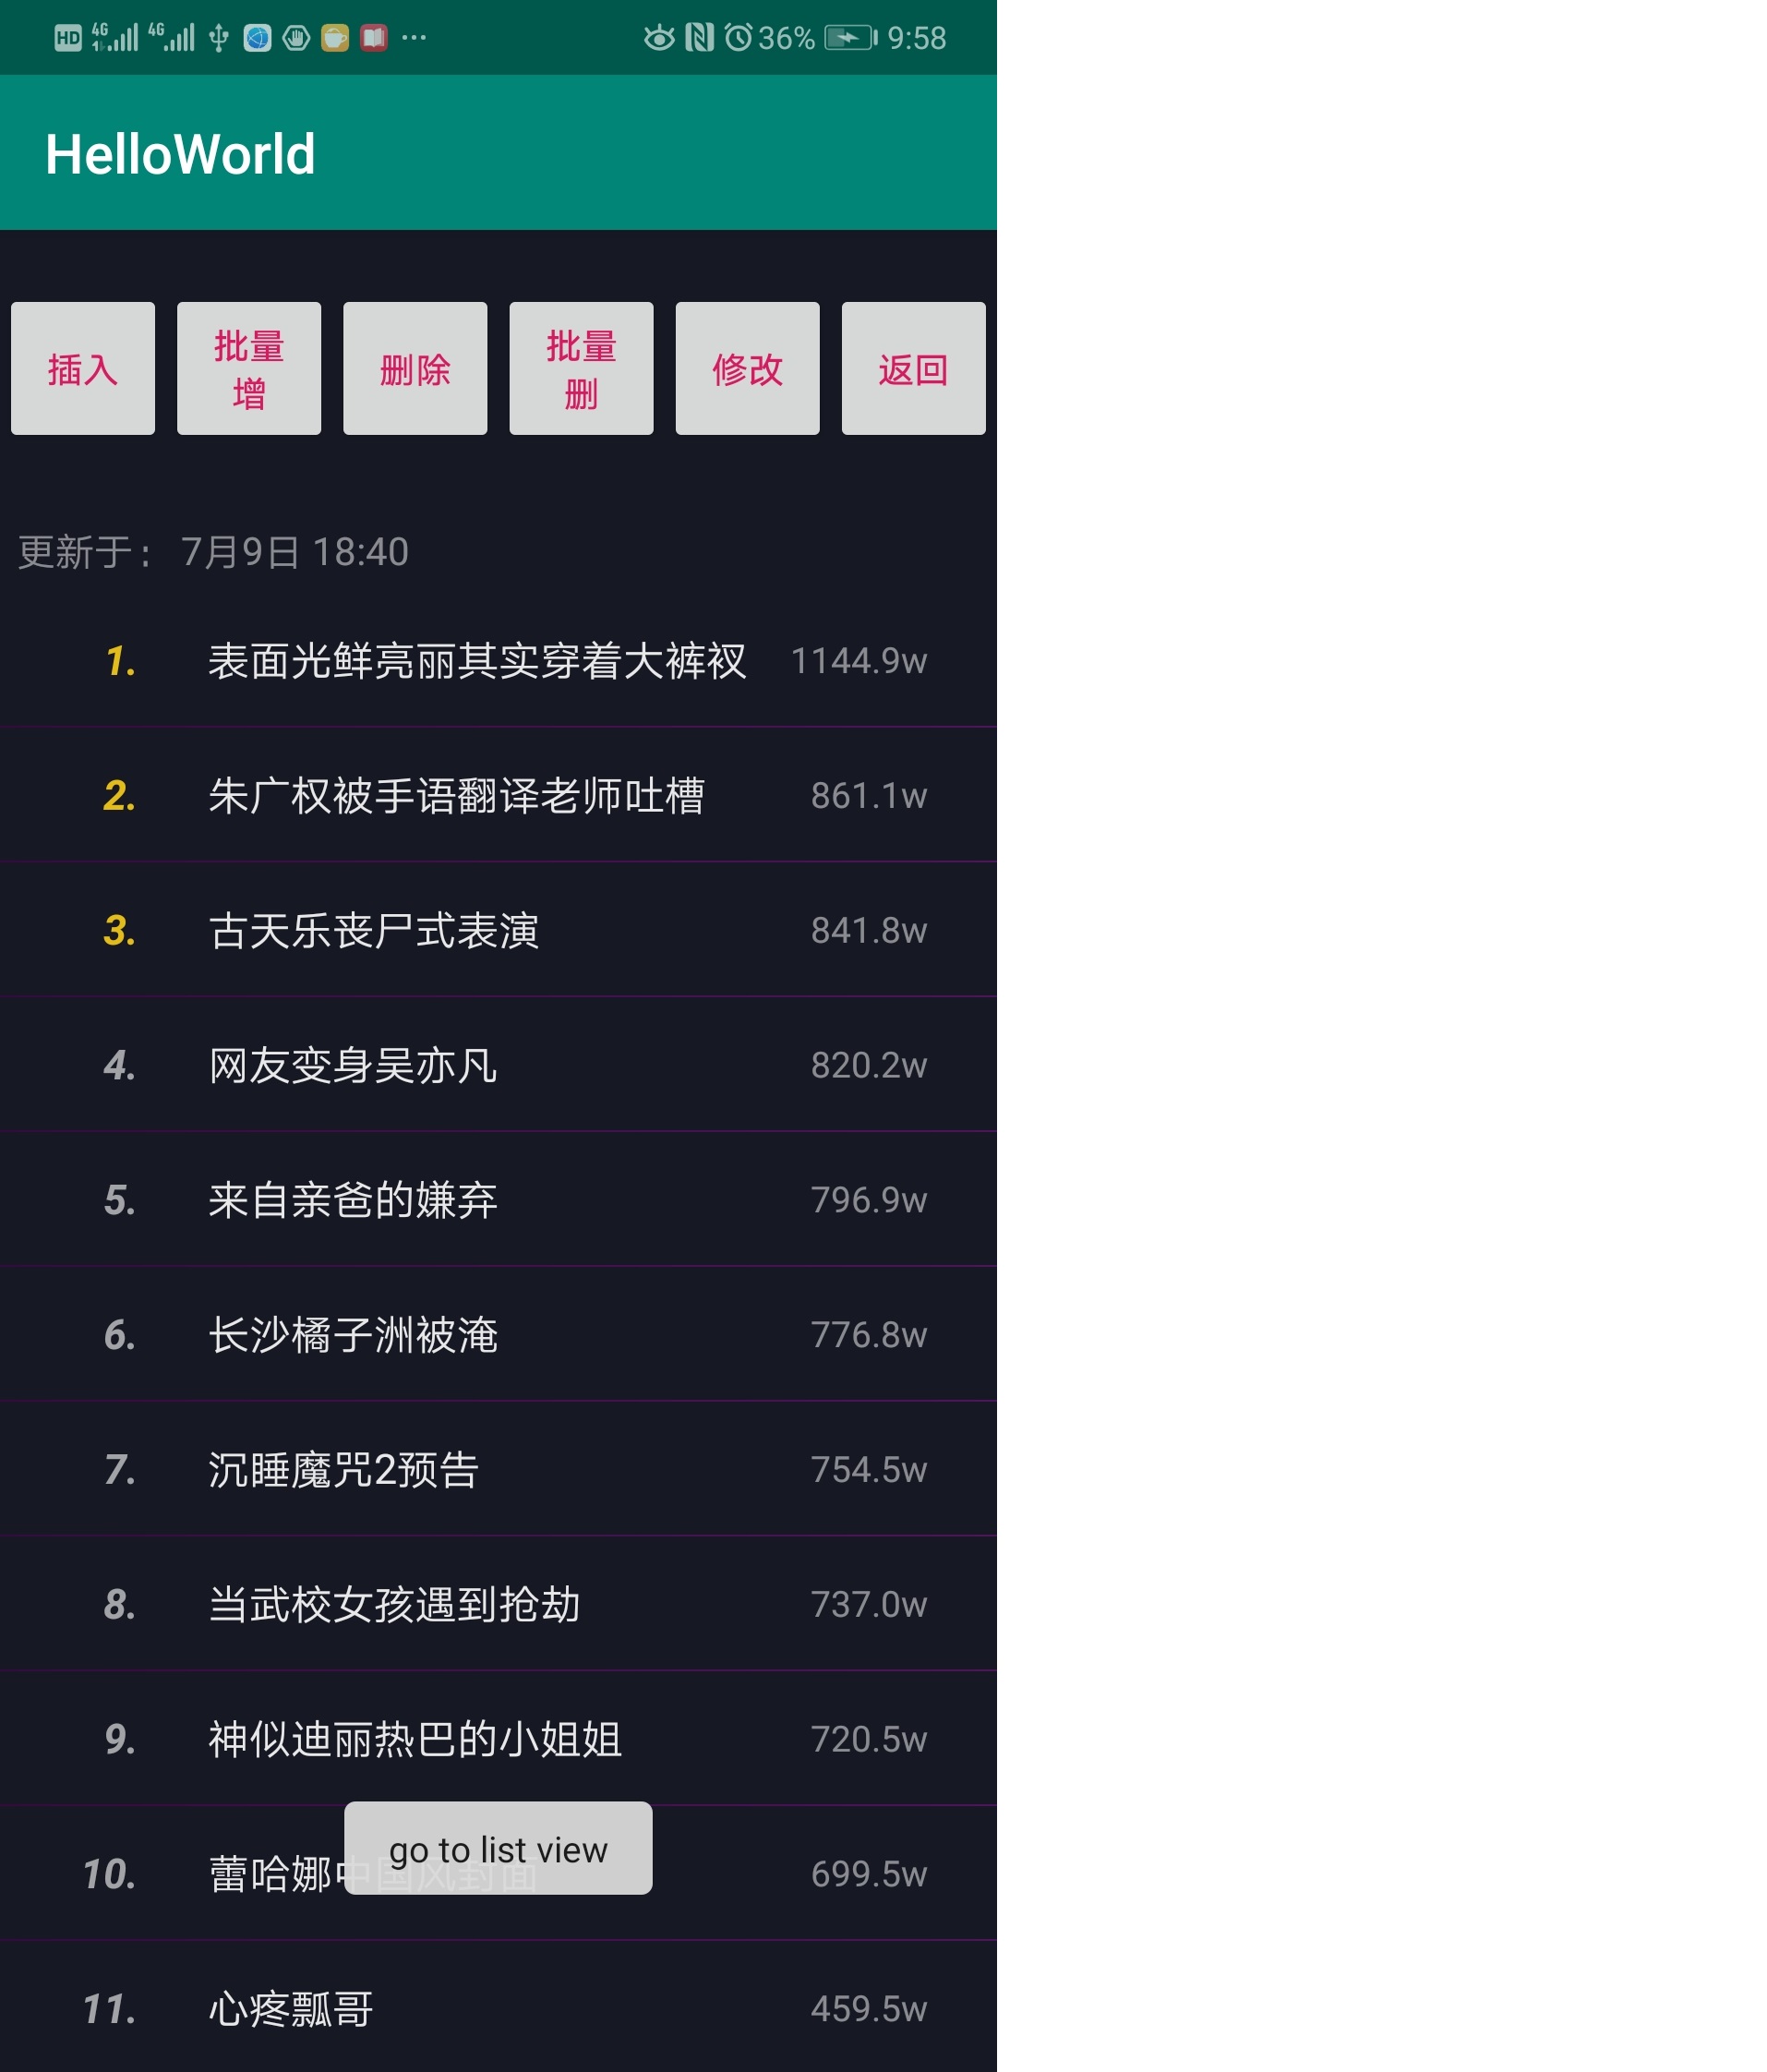 HD 4G 4G 36% 9:58
HelloWorld
插入 批量增 删除 批量删 修改 返回
更新于： 7月9日 18:40
1. 表面光鲜亮丽其实穿着大裤衩 1144.9w
2. 朱广权被手语翻译老师吐槽 861.1w
3. 古天乐丧尸式表演 841.8w
4. 网友变身吴亦凡 820.2w
5. 来自亲爸的嫌弃 796.9w
6. 长沙橘子洲被淹 776.8w
7. 沉睡魔咒2预告 754.5w
8. 当武校女孩遇到抢劫 737.0w
9. 神似迪丽热巴的小姐姐 720.5w
10. 蕾哈娜中国风封面 699.5w
go to list view
11. 心疼瓢哥 459.5w